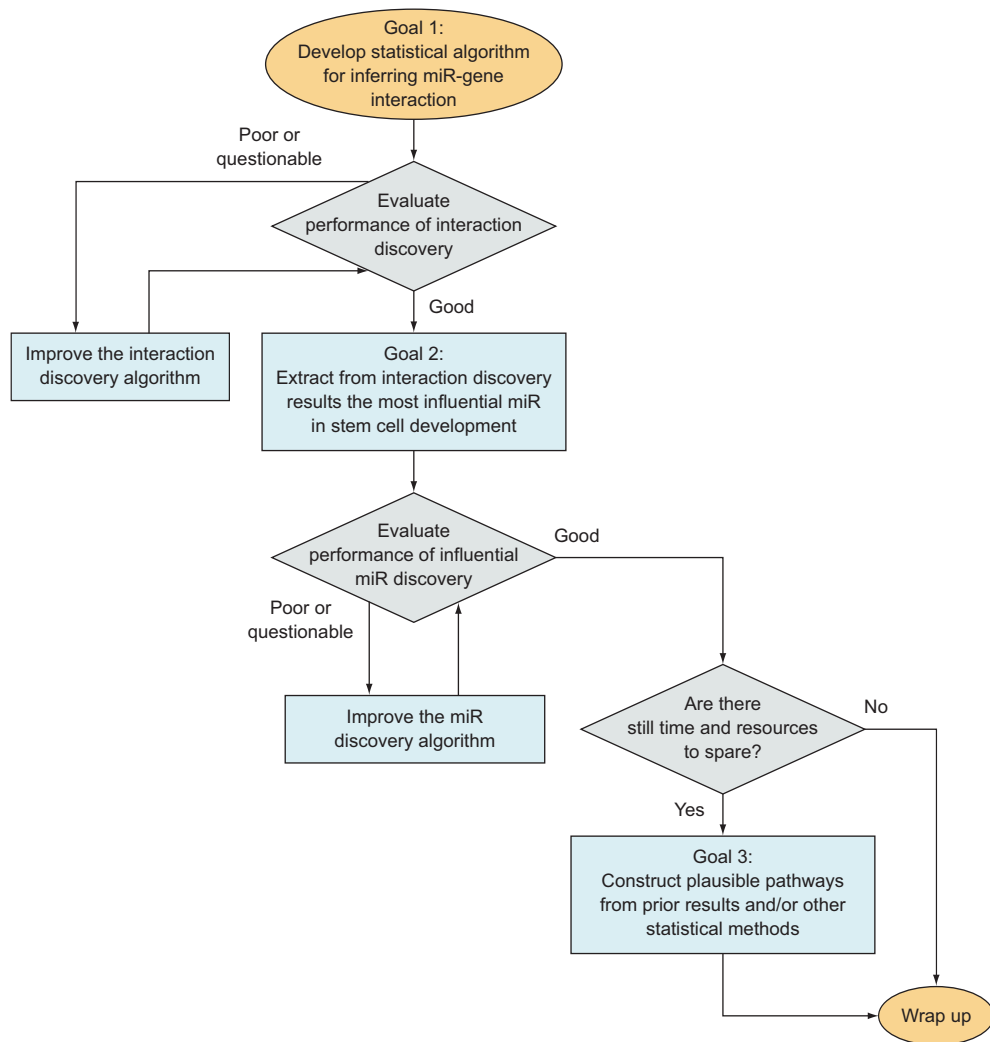 Goal 1:
Develop statistical algorithm
for inferring miR-gene
interaction
Poor or
questionable
Evaluate
performance of interaction
discovery
Good
Improve the interaction
discovery algorithm
Goal 2:
Extract from interaction discovery
results the most influential miR
in stem cell development
Evaluate
performance of influential
miR discovery
Good
Poor or
questionable
Improve the miR
discovery algorithm
Are there
still time and resources
to spare?
No
Yes
Goal 3:
Construct plausible pathways
from prior results and/or other
statistical methods
Wrap up